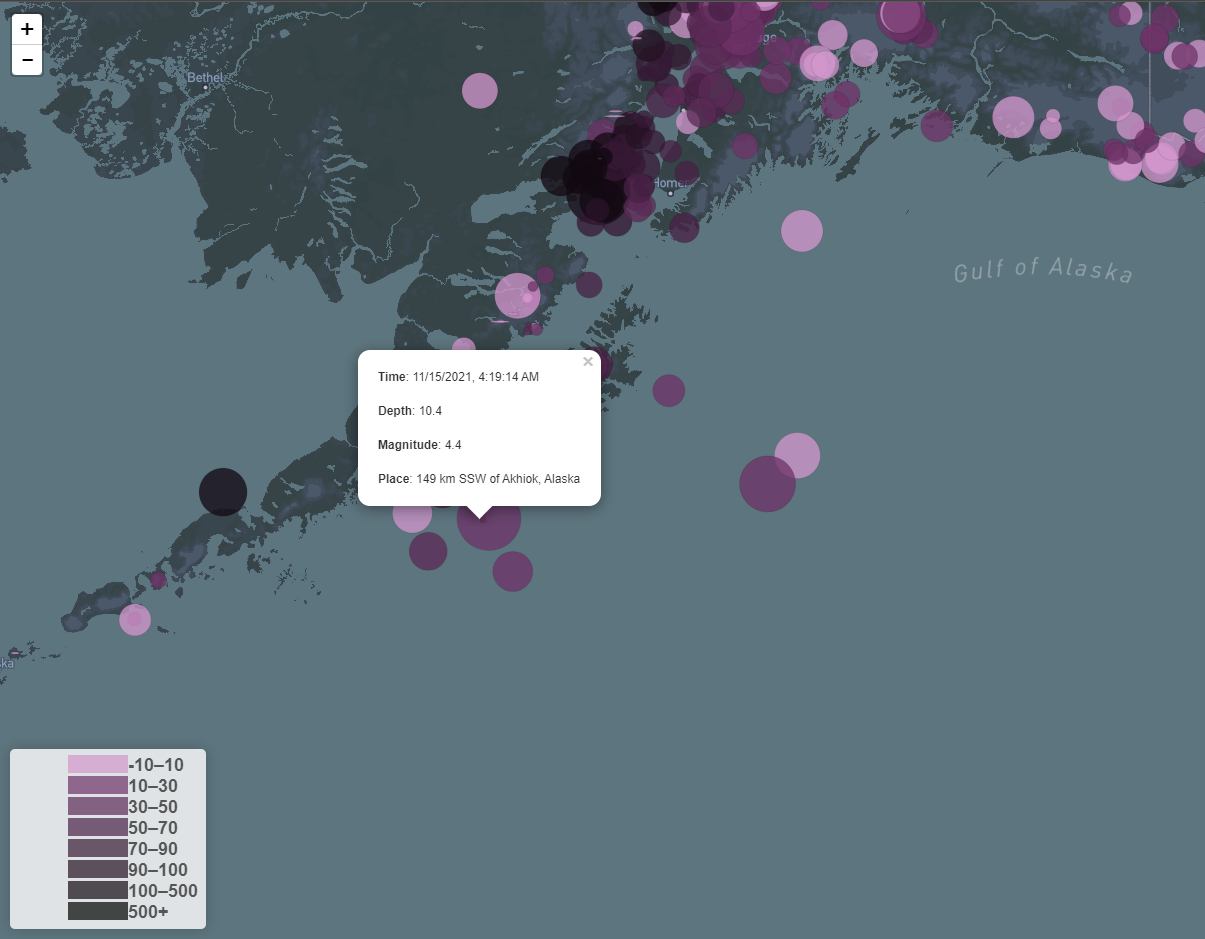 +
−
Bethel
Gulf of Alaska
×
Time: 11/15/2021, 4:19:14 AM
Depth: 10.4
Magnitude: 4.4
Place: 149 km SSW of Akhiok, Alaska
-10–10
10–30
30–50
50–70
70–90
90–100
100–500
500+